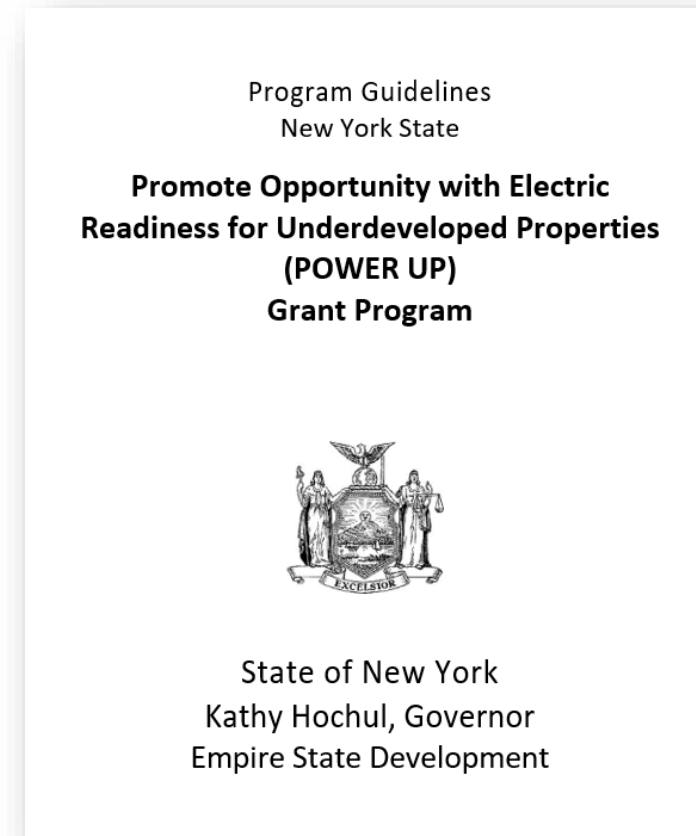 Program Guidelines
New York State
Promote Opportunity with Electric
Readiness for Underdeveloped Properties
(POWER UP)
Grant Program
EXCELSIOR
State of New York
Kathy Hochul, Governor
Empire State Development